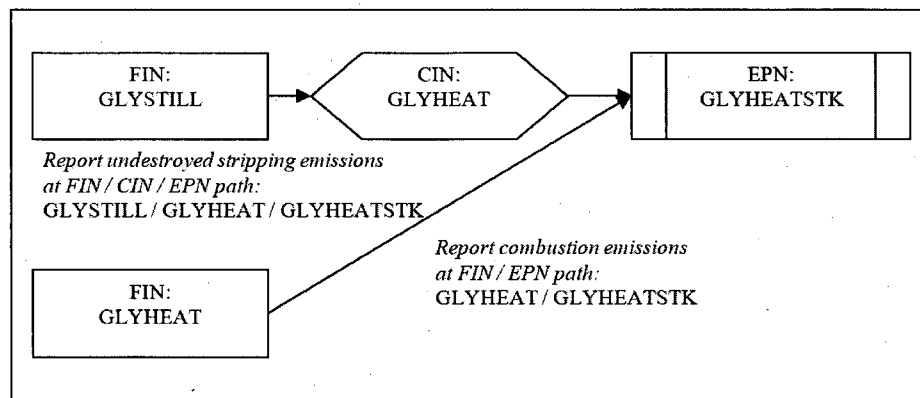 FIN:
GLYSTILL
CIN:
GLYHEAT
EPN:
GLYHEATSTK
Report undestroyed stripping emissions
at FIN / CIN / EPN path:
GLYSTILL / GLYHEAT / GLYHEATSTK
Report combustion emissions
at FIN / EPN path:
GLYHEAT / GLYHEATSTK
FIN:
GLYHEAT